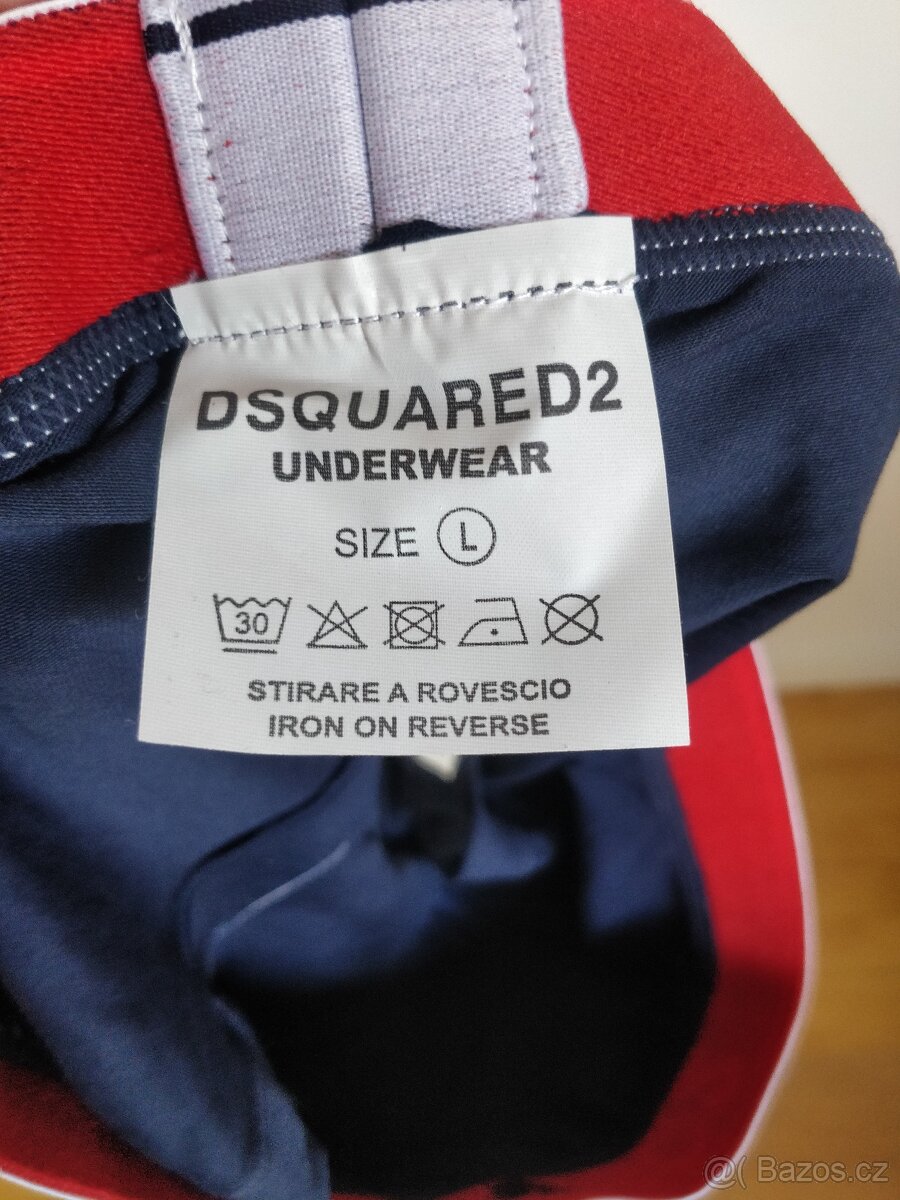 DSQUARED2
UNDERWEAR
SIZE L
30
STIRARE A ROVESCIO
IRON ON REVERSE
@( Bazos.cz